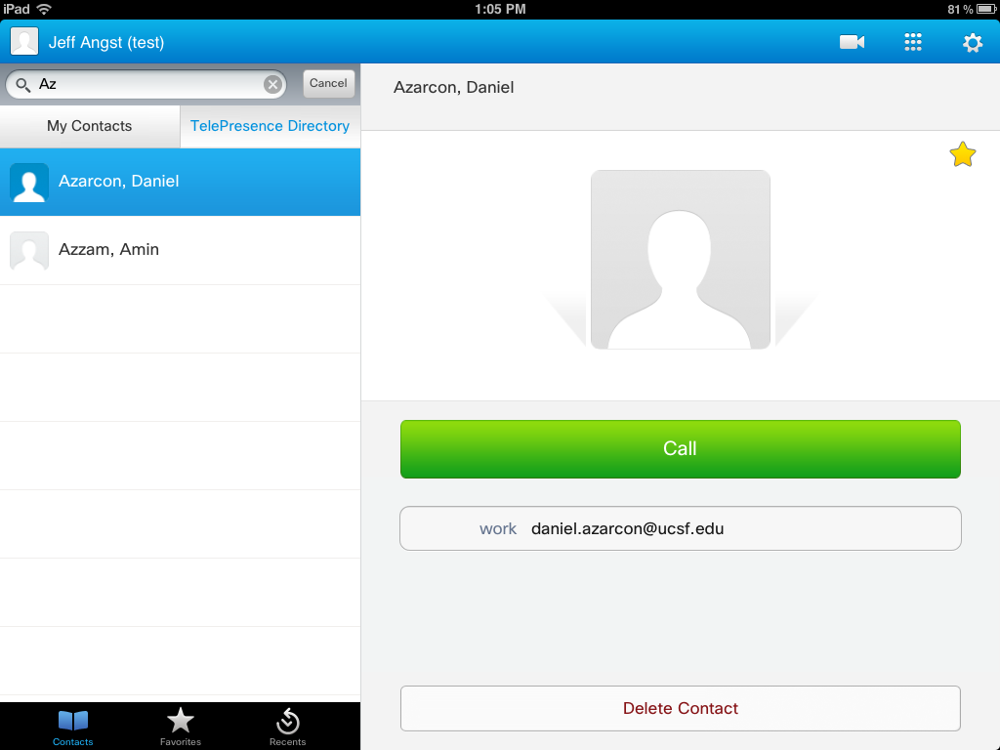 iPad
1:05 PM
81 %
Jeff Angst (test)
Az
Cancel
My Contacts
TelePresence Directory
Azarcon, Daniel
Azzam, Amin
Azarcon, Daniel
Call
work daniel.azarcon@ucsf.edu
Delete Contact
Contacts
Favorites
Recents